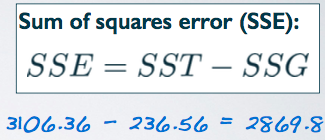 Sum of squares error (SSE):
SSE = SST − SSG
3106.36 - 236.56 = 2869.8